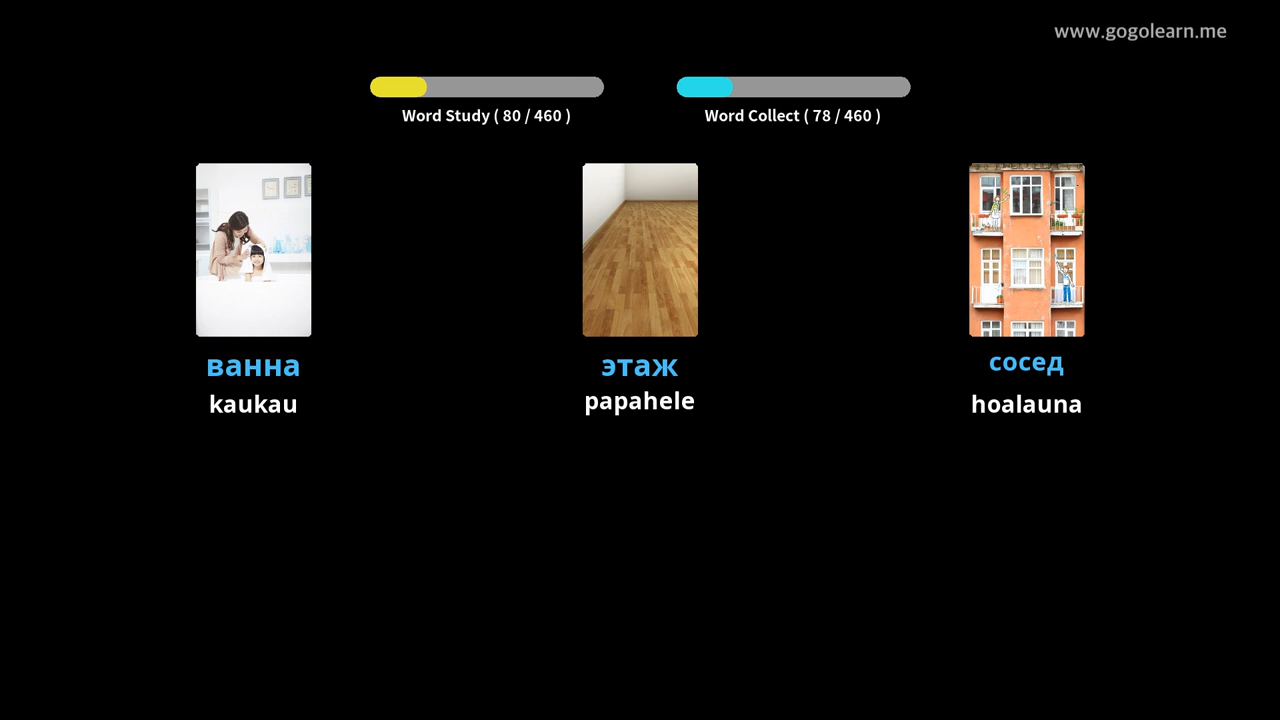 www.gogolearn.me
Word Study ( 80 / 460 )
Word Collect ( 78 / 460 )
ванна
этаж
сосед
kaukau
papahele
hoalauna